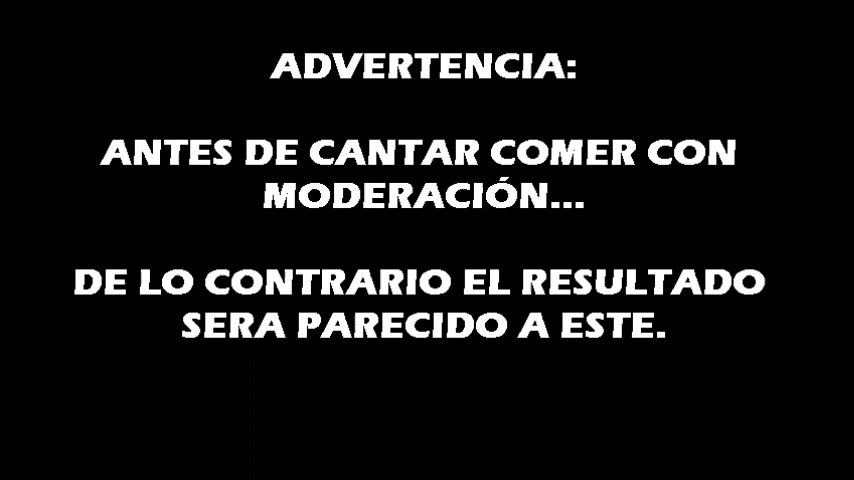 ADVERTENCIA:
ANTES DE CANTAR COMER CON
MODERACIÓN...
DE LO CONTRARIO EL RESULTADO
SERA PARECIDO A ESTE.